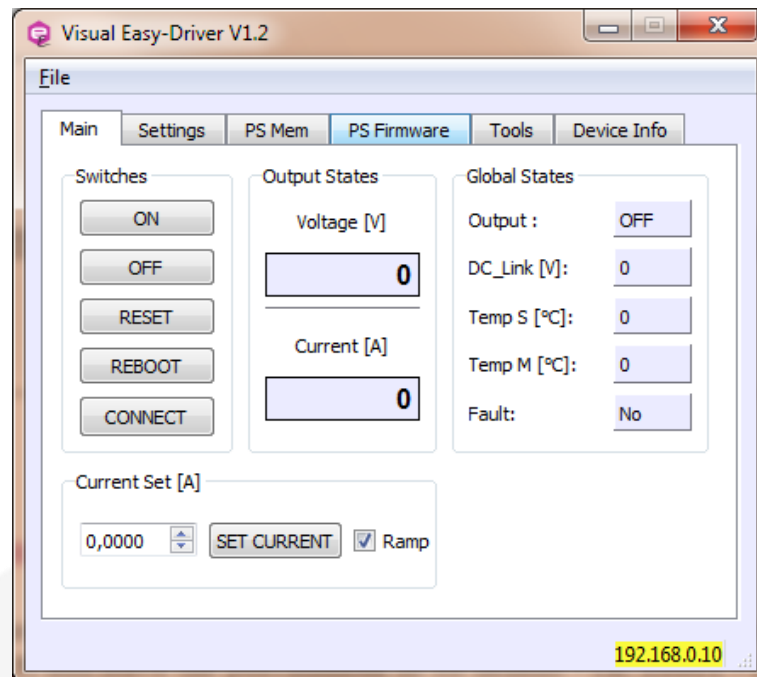 Visual Easy-Driver V1.2
File
Main Settings PS Mem PS Firmware Tools Device Info
Switches
ON
OFF
RESET
REBOOT
CONNECT
Output States
Voltage [V]
0
Current [A]
0
Global States
Output : OFF
DC_Link [V]: 0
Temp S [°C]: 0
Temp M [°C]: 0
Fault: No
Current Set [A]
0,0000 SET CURRENT Ramp
192.168.0.10